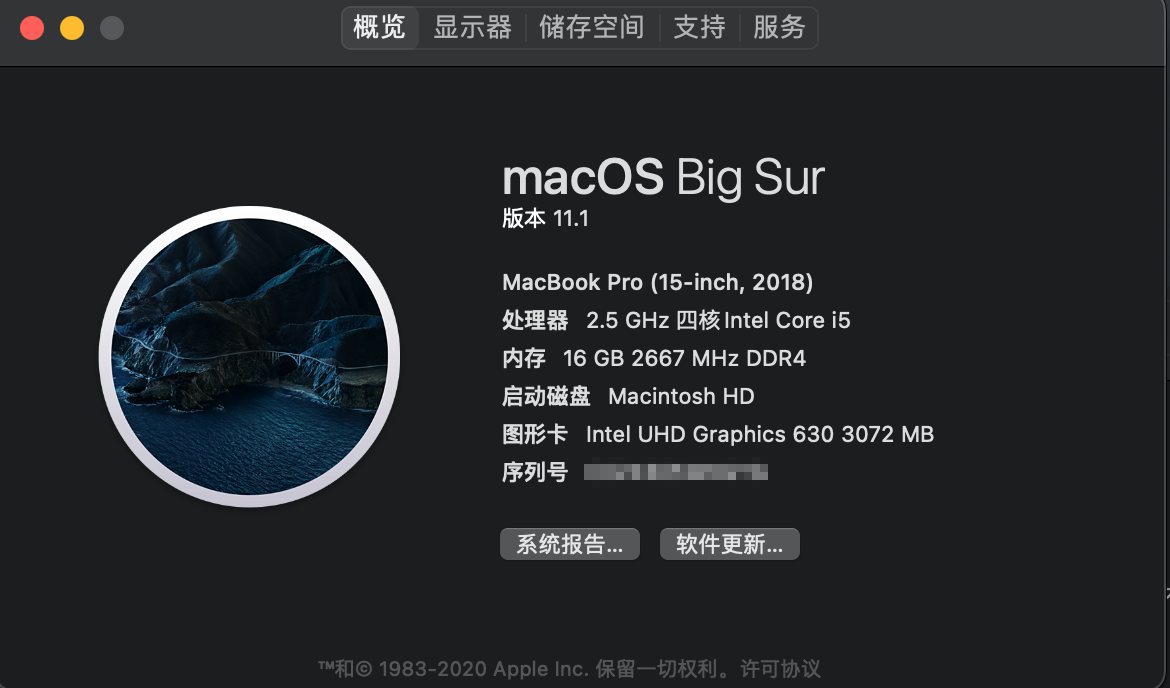 概览 显示器 储存空间 支持 服务
macOS Big Sur
版本 11.1
MacBook Pro (15-inch, 2018)
处理器 2.5 GHz 四核Intel Core i5
内存 16 GB 2667 MHz DDR4
启动磁盘 Macintosh HD
图形卡 Intel UHD Graphics 630 3072 MB
序列号
系统报告... 软件更新...
™和© 1983-2020 Apple Inc. 保留一切权利。许可协议